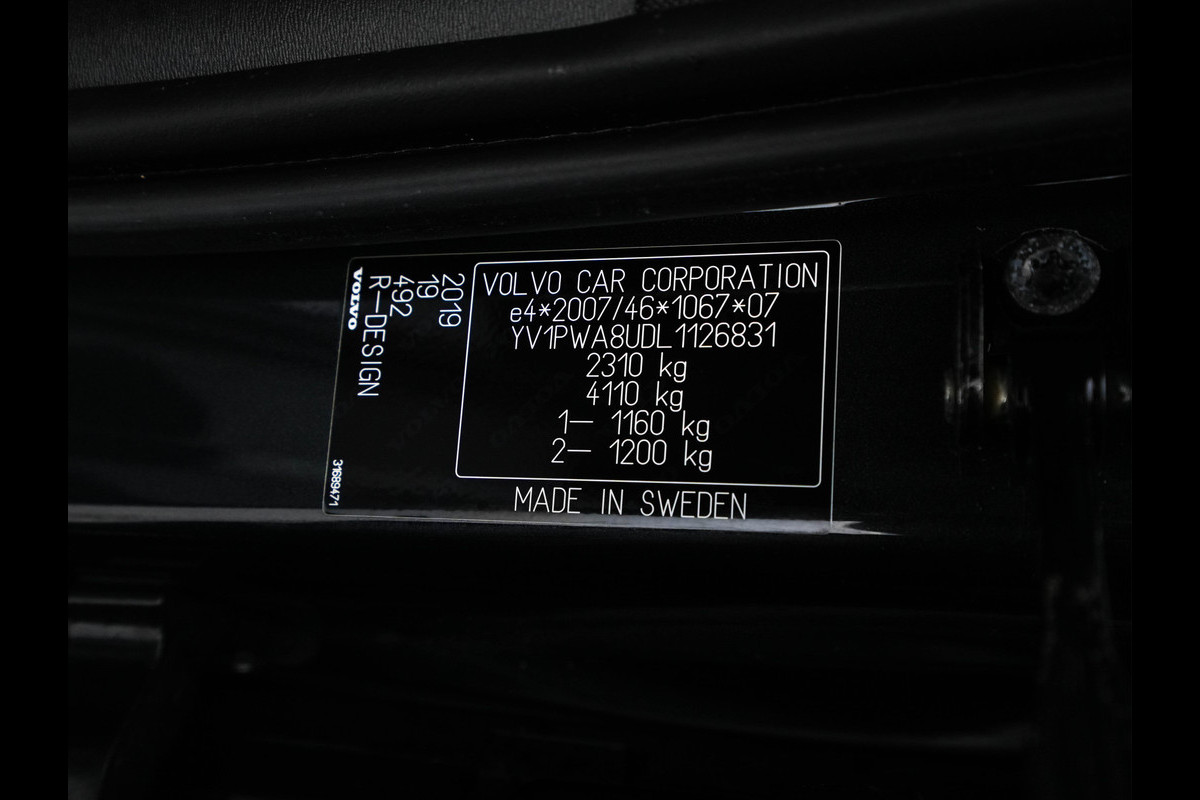 VOLVO CAR CORPORATION
e4*2007/46*1067*07
YV1PWA8UDL1126831
2310 kg
4110 kg
1– 1160 kg
2– 1200 kg
MADE IN SWEDEN
2019
19
492
R–DESIGN
VOLVO
31689471